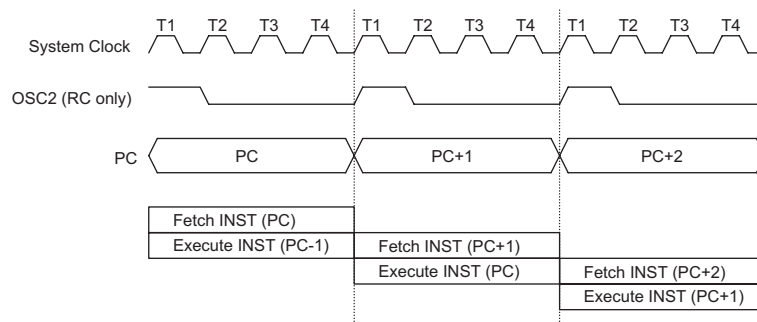 T1 T2 T3 T4 T1 T2 T3 T4 T1 T2 T3 T4
System Clock
OSC2 (RC only)
PC PC PC+1 PC+2
Fetch INST (PC)
Execute INST (PC-1) Fetch INST (PC+1)
Execute INST (PC) Fetch INST (PC+2)
Execute INST (PC+1)